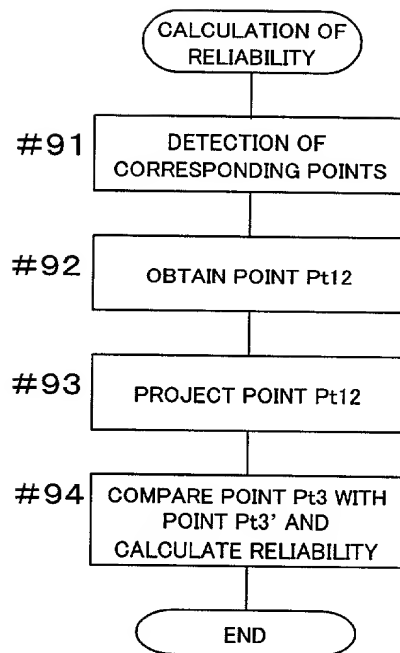 CALCULATION OF
RELIABILITY
#91
DETECTION OF
CORRESPONDING POINTS
#92
OBTAIN POINT Pt12
#93
PROJECT POINT Pt12
#94
COMPARE POINT Pt3 WITH
POINT Pt3' AND
CALCULATE RELIABILITY
END